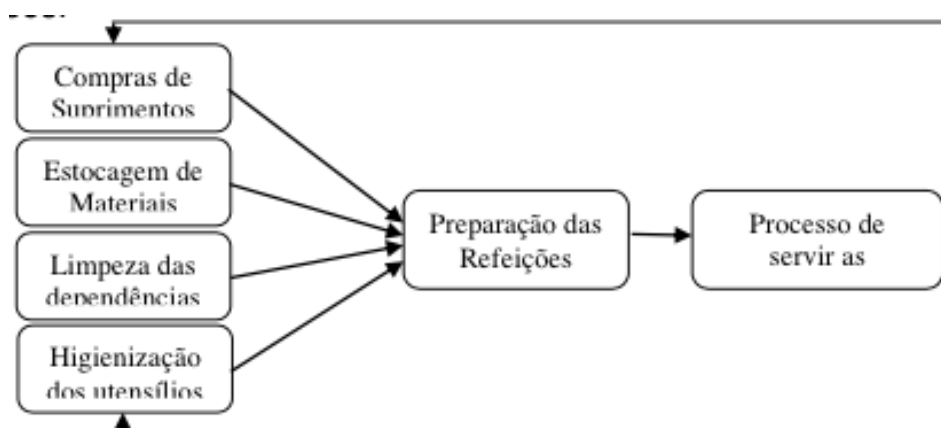 Compras de
Suprimentos
Estocagem de
Materiais
Limpeza das
dependências
Higienização
dos utensílios
Preparação das
Refeições
Processo de
servir as